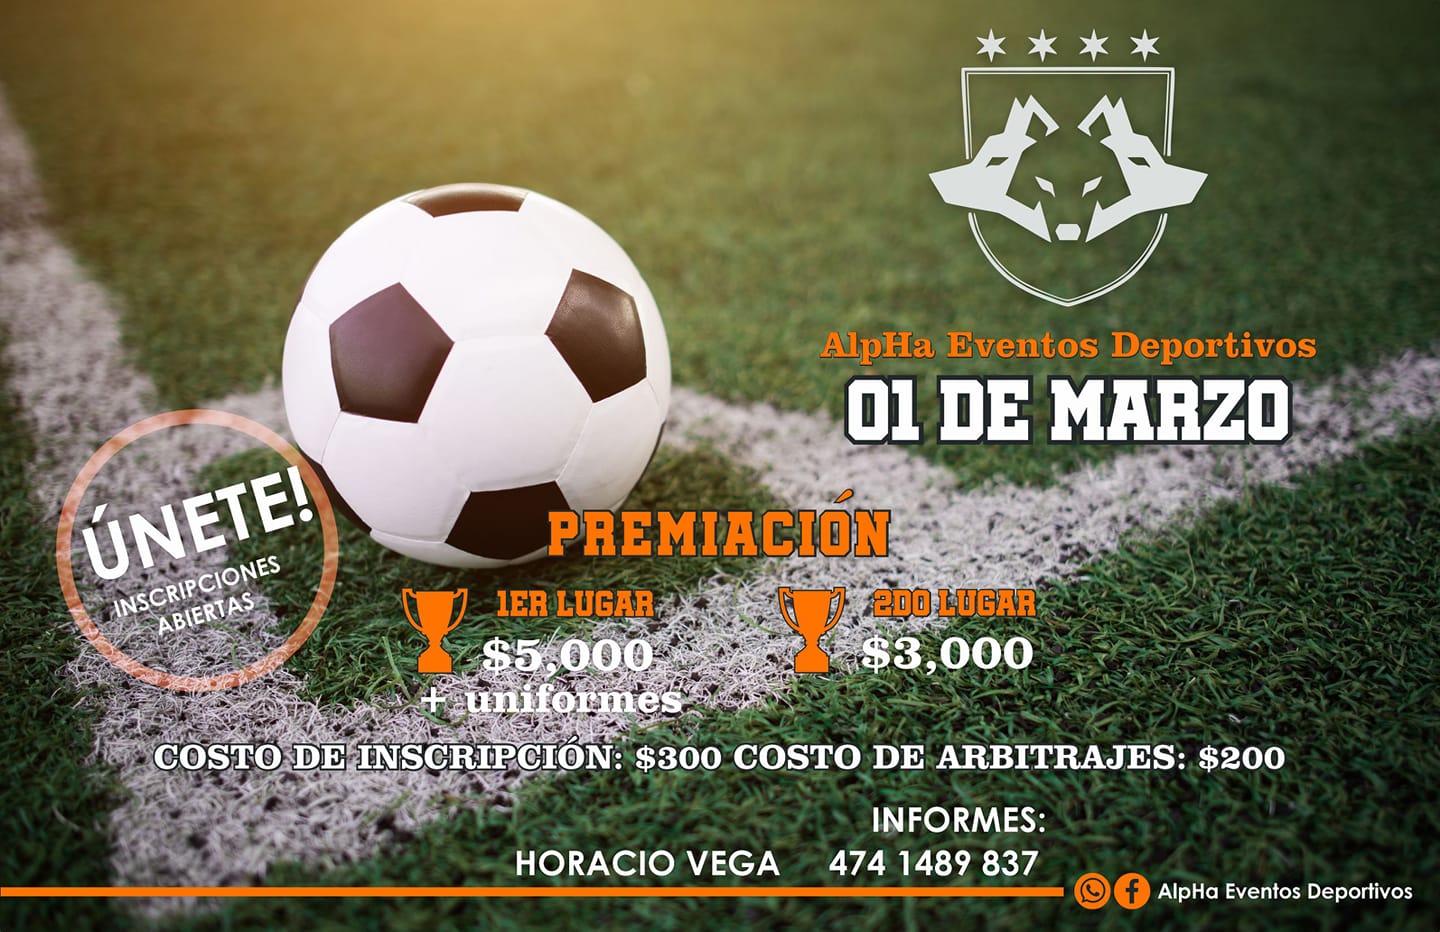 AlpHa Eventos Deportivos
01 DE MARZO
ÚNETE!
INSCRIPCIONES
ABIERTAS
PREMIACIÓN
1ER LUGAR
$5,000
+ uniformes
2DO LUGAR
$3,000
COSTO DE INSCRIPCIÓN: $300 COSTO DE ARBITRAJES: $200
INFORMES:
HORACIO VEGA 474 1489 837
AlpHa Eventos Deportivos